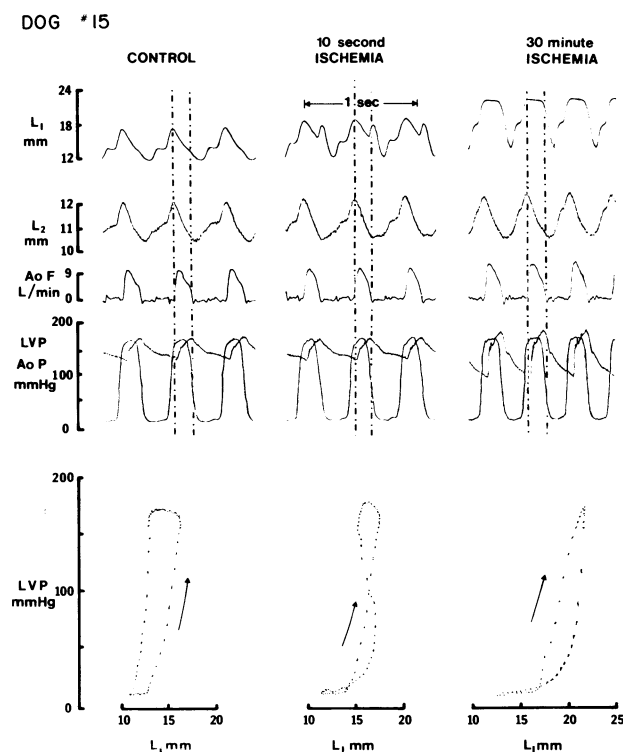 DOG #15
CONTROL
10 second
ISCHEMIA
30 minute
ISCHEMIA
24
L1
18
mm
12
1 sec
12
L2
11
mm
10
Ao F
9
L/min
0
200
LVP
Ao P
100
mmHg
0
200
LVP
100
mmHg
0
10 15 20
10 15 20
10 15 20 25
L1 mm
L1 mm
L1 mm